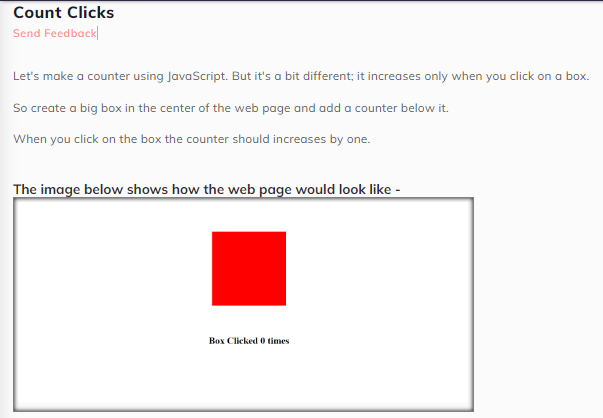 Count Clicks
Send Feedback
Let's make a counter using JavaScript. But it's a bit different; it increases only when you click on a box.
So create a big box in the center of the web page and add a counter below it.
When you click on the box the counter should increases by one.
The image below shows how the web page would look like -
Box Clicked 0 times